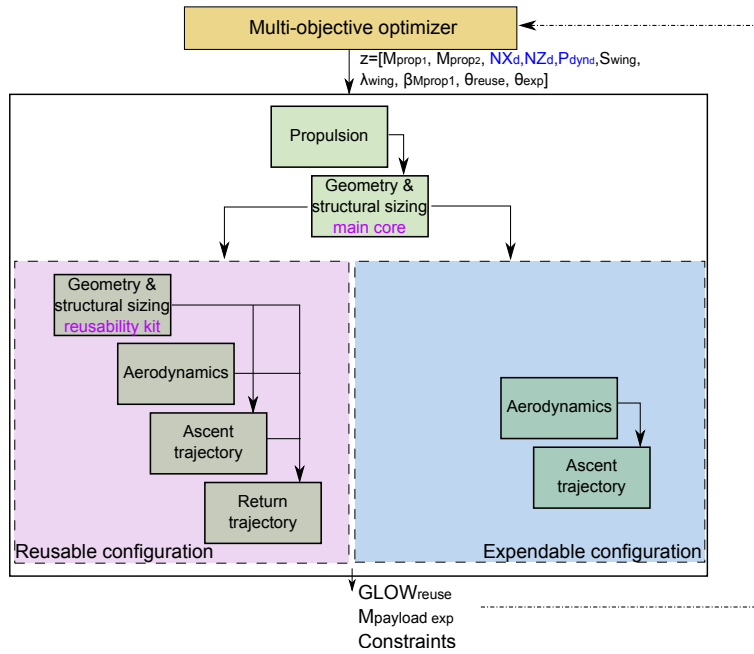 Multi-objective optimizer
z=[Mprop1, Mprop2, NXd,NZd,Pdynd,Swing,
λwing, βMprop1, θreuse, θexp]
Propulsion
Geometry &
structural sizing
main core
Geometry &
structural sizing
reusability kit
Aerodynamics
Ascent
trajectory
Return
trajectory
Reusable configuration
Aerodynamics
Ascent
trajectory
Expendable configuration
GLOWreuse
Mpayload exp
Constraints